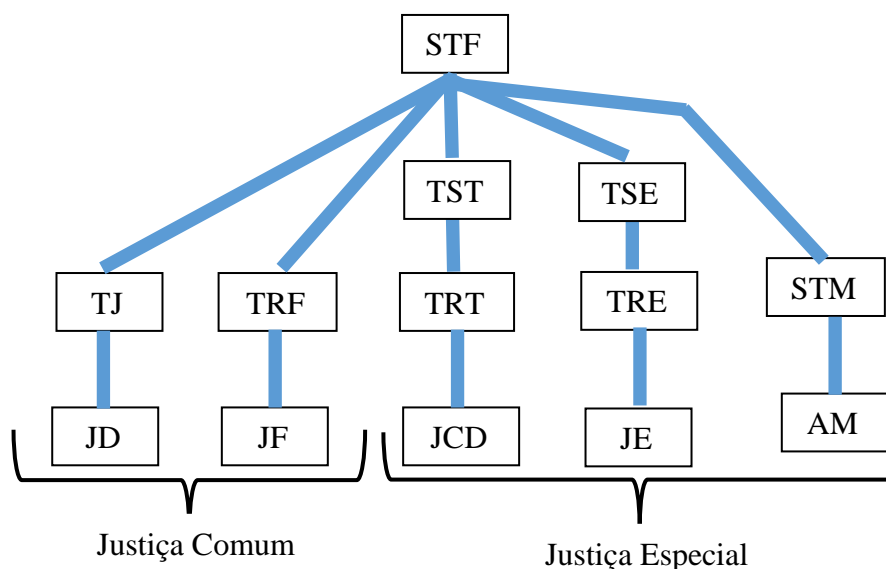 STF
TST
TSE
TJ
TRF
TRT
TRE
STM
JD
JF
JCD
JE
AM
Justiça Comum
Justiça Especial